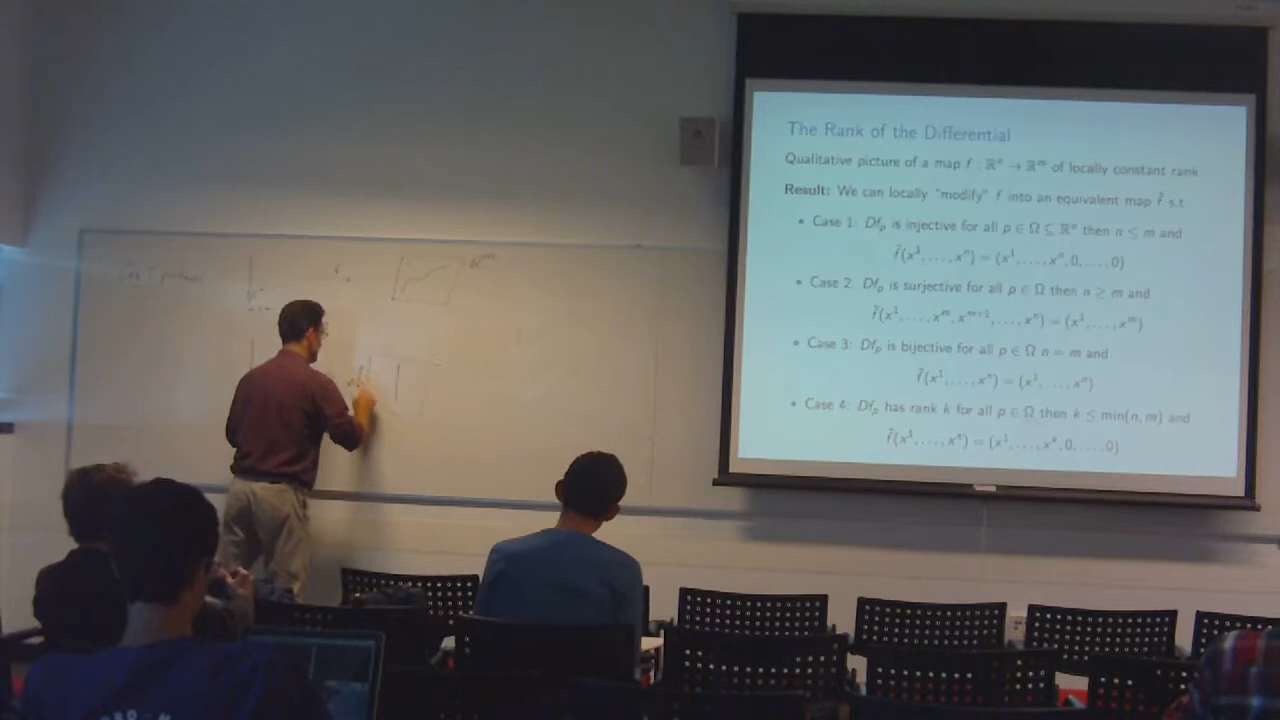 The Rank of the Differential
Qualitative picture of a map f : ℝⁿ → ℝᵐ of locally constant rank
Result: We can locally "modify" f into an equivalent map f̃ s.t
• Case 1: Df_p is injective for all p ∈ Ω ⊆ ℝⁿ then n ≤ m and
f̃(x¹, . . . , xⁿ) = (x¹, . . . , xⁿ, 0, . . . , 0)
• Case 2: Df_p is surjective for all p ∈ Ω then n ≥ m and
f̃(x¹, . . . , xᵐ, xᵐ⁺¹, . . . , xⁿ) = (x¹, . . . , xᵐ)
• Case 3: Df_p is bijective for all p ∈ Ω n = m and
f̃(x¹, . . . , xⁿ) = (x¹, . . . , xⁿ)
• Case 4: Df_p has rank k for all p ∈ Ω then k ≤ min(n, m) and
f̃(x¹, . . . , xⁿ) = (x¹, . . . , xᵏ, 0, . . . , 0)